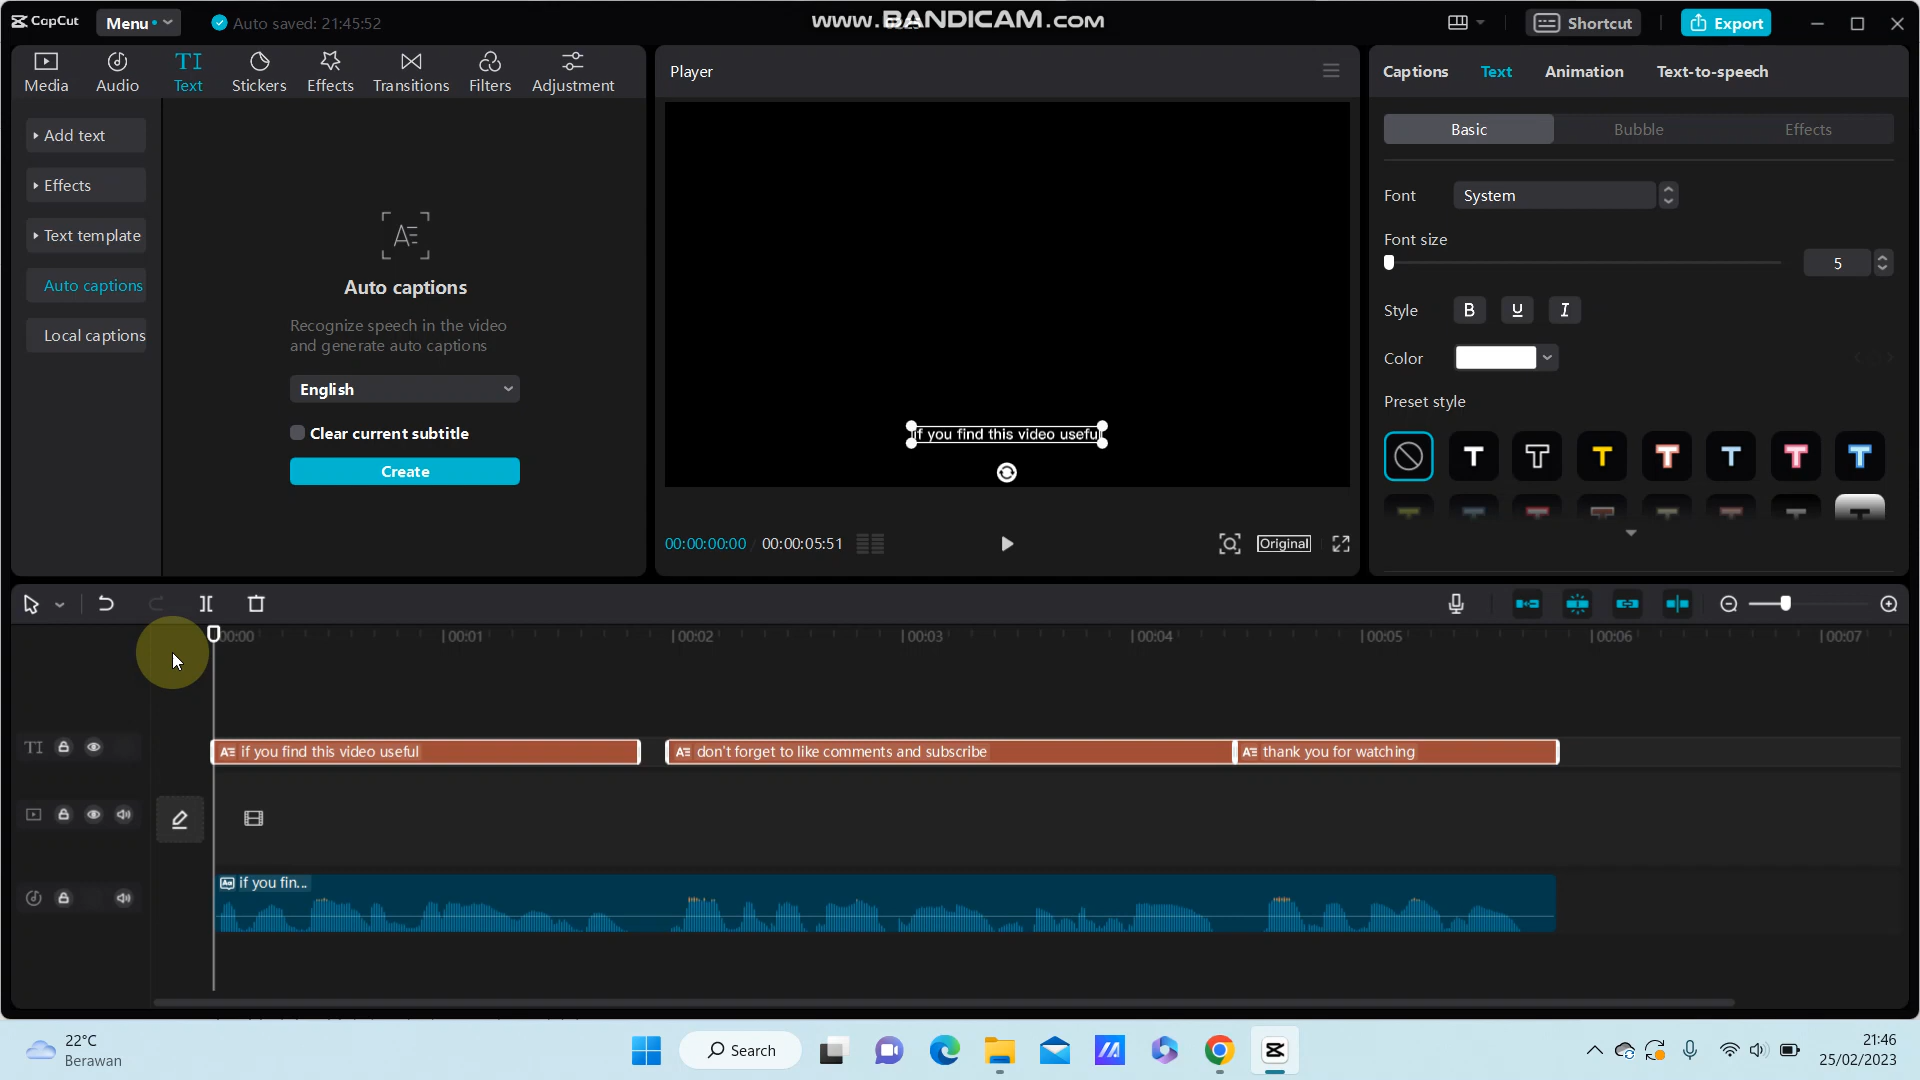 CapCut
Menu
Auto saved: 21:45:52
www.BANDICAM.com
Shortcut
Export
Media
Audio
TI
Text
Stickers
Effects
Transitions
Filters
Adjustment
Player
Captions
Text
Animation
Text-to-speech
Add text
Effects
Text template
Auto captions
Local captions
Auto captions
Recognize speech in the video
and generate auto captions
English
Clear current subtitle
Create
if you find this video useful
00:00:00:00
00:00:05:51
Original
Basic
Bubble
Effects
Font
System
Font size
5
Style
B
U
I
Color
Preset style
T T T T T T T
00:00
00:01
00:02
00:03
00:04
00:05
00:06
00:07
TI
if you find this video useful
don't forget to like comments and subscribe
thank you for watching
if you fin...
22°C
Berawan
Search
21:46
25/02/2023